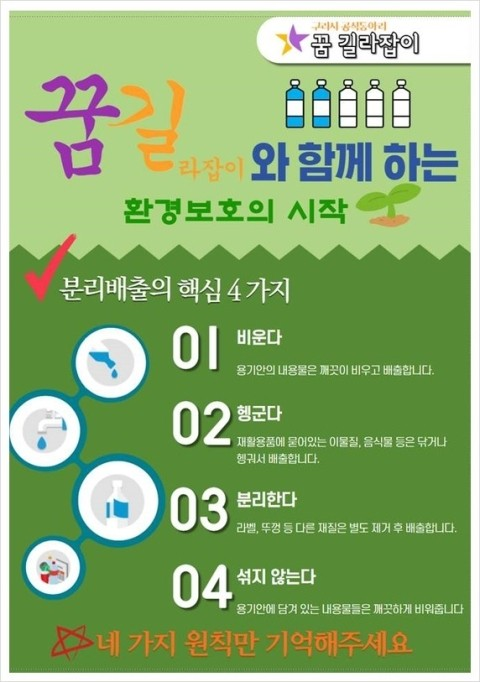 구리시 공식동아리
꿈 길라잡이
꿈길라잡이와 함께 하는
환경보호의 시작
분리배출의 핵심 4 가지
01 비운다
용기안의 내용물은 깨끗이 비우고 배출합니다.
02 헹군다
재활용품에 묻어있는 이물질, 음식물 등은 닦거나
헹궈서 배출합니다.
03 분리한다
라벨, 뚜껑 등 다른 재질은 별도 제거 후 배출합니다.
04 섞지 않는다
용기안에 담겨 있는 내용물들은 깨끗하게 비워줍니다
네 가지 원칙만 기억해주세요